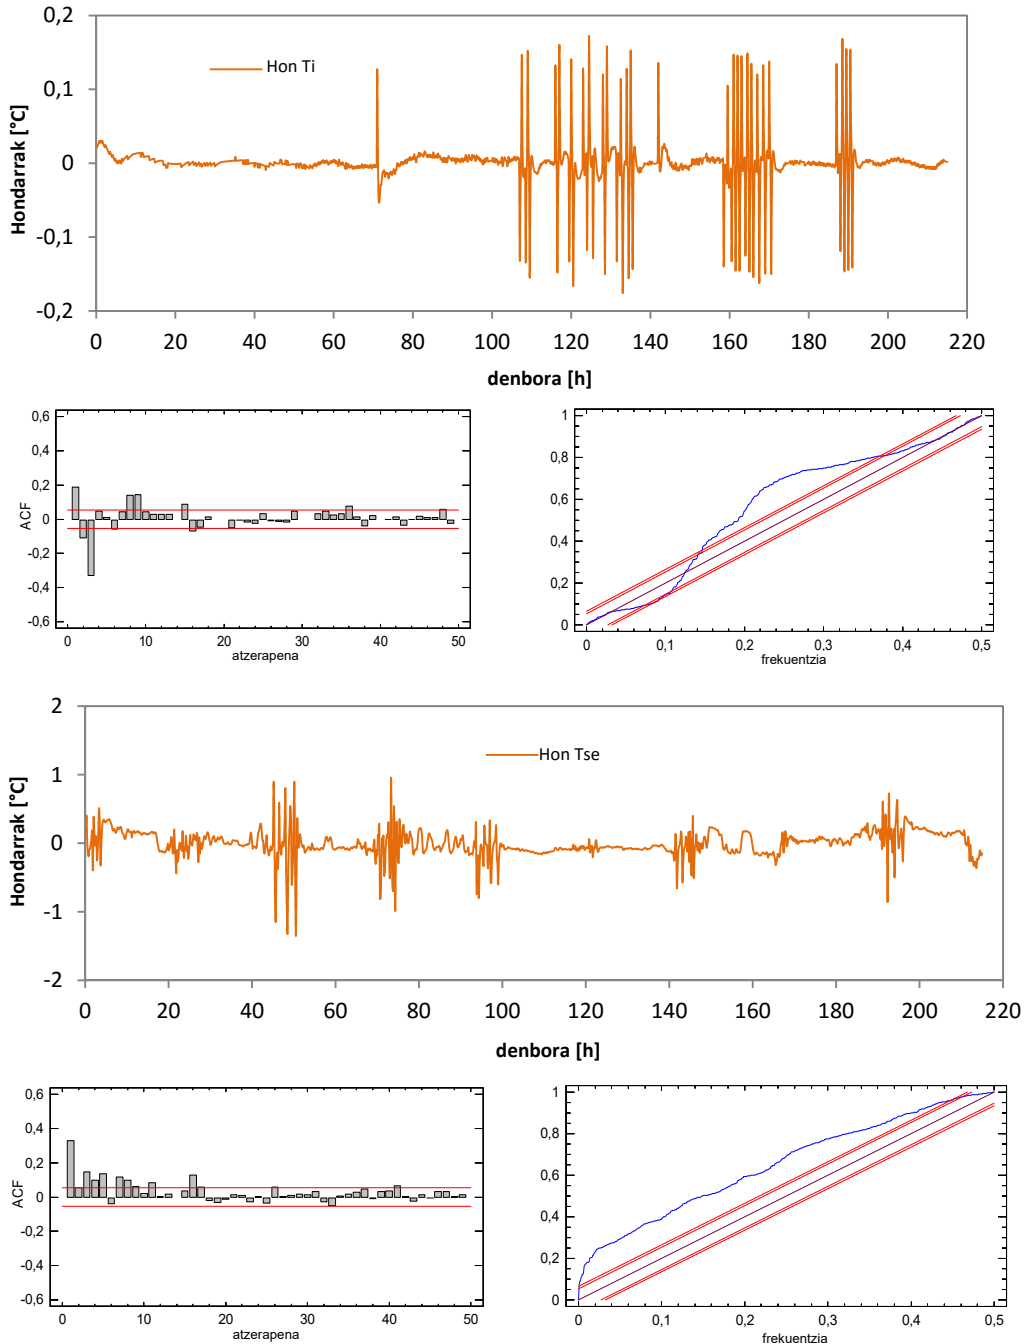 0,2
0,1
0
-0,1
-0,2
Hondarrak [°C]
Hon Ti
0 20 40 60 80 100 120 140 160 180 200 220
denbora [h]
0,6
0,4
0,2
0
-0,2
-0,4
-0,6
ACF
0 10 20 30 40 50
atzerapena
1
0,8
0,6
0,4
0,2
0
0 0,1 0,2 0,3 0,4 0,5
frekuentzia
2
1
0
-1
-2
Hondarrak [°C]
Hon Tse
0 20 40 60 80 100 120 140 160 180 200 220
denbora [h]
0,6
0,4
0,2
0
-0,2
-0,4
-0,6
ACF
0 10 20 30 40 50
atzerapena
1
0,8
0,6
0,4
0,2
0
0 0,1 0,2 0,3 0,4 0,5
frekuentzia